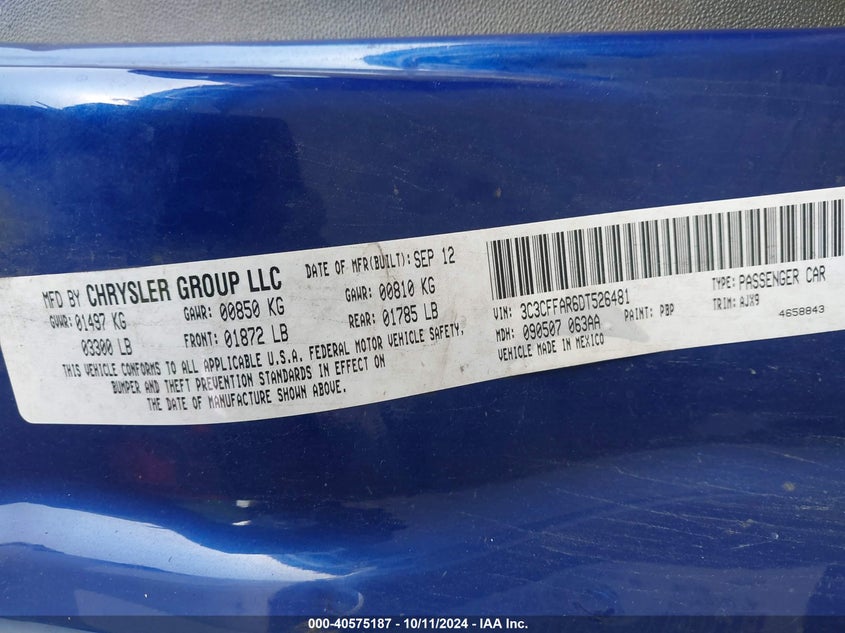 MFD BY CHRYSLER GROUP LLC
DATE OF MFR(BUILT): SEP 12
GVWR: 01497 KG
GAWR: 00850 KG
GAWR: 00810 KG
03300 LB
FRONT: 01872 LB
REAR: 01785 LB
THIS VEHICLE CONFORMS TO ALL APPLICABLE U.S.A. FEDERAL MOTOR VEHICLE SAFETY,
BUMPER AND THEFT PREVENTION STANDARDS IN EFFECT ON
THE DATE OF MANUFACTURE SHOWN ABOVE.
VIN: 3C3CFFAR6DT526481
TYPE: PASSENGER CAR
MDH: 090507 063AA
PAINT: PBP
TRIM: AJX9
VEHICLE MADE IN MEXICO
4658843
000-40575187 - 10/11/2024 - IAA Inc.